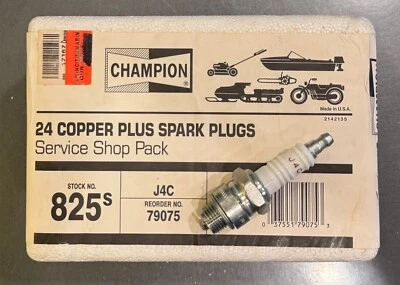 CHAMPION
Made in U.S.A.
2142135
24 COPPER PLUS SPARK PLUGS
Service Shop Pack
STOCK NO.
825S
J4C
REORDER NO.
79075
J4C
0 37551 79075 3